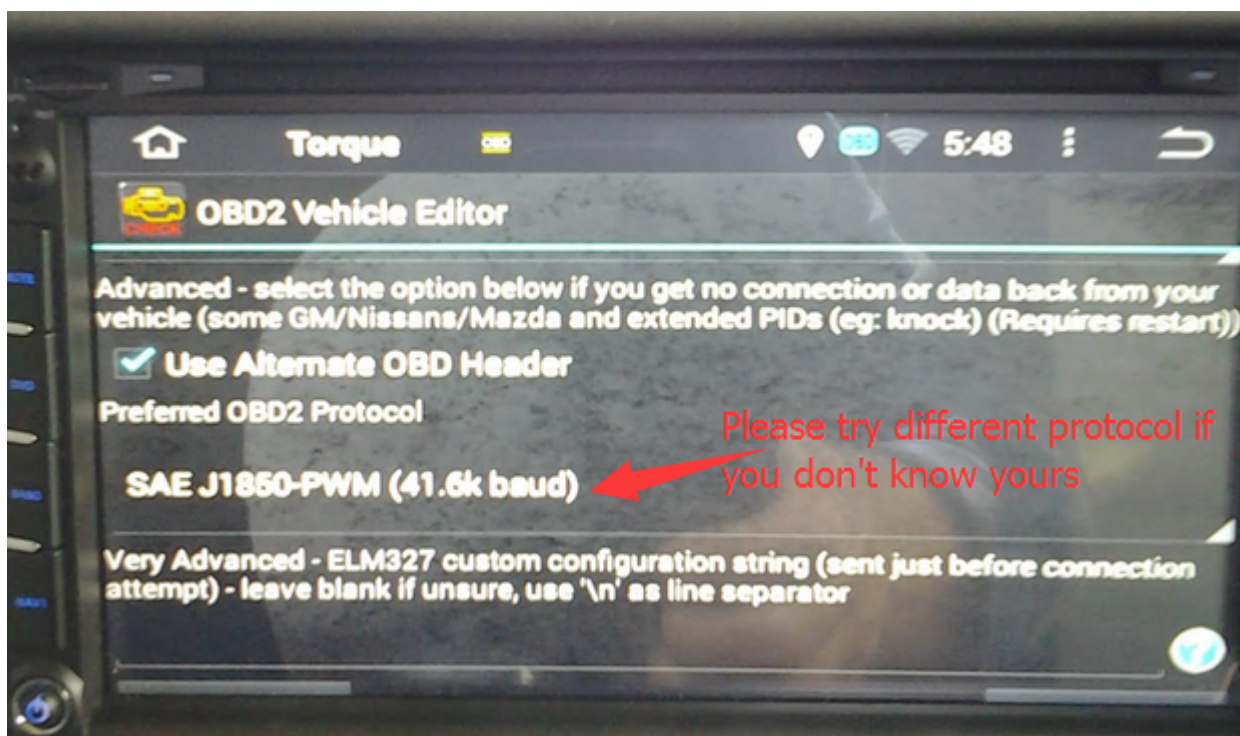 Torque
OBD
OBD
5:48
CHECK
OBD2 Vehicle Editor
Advanced - select the option below if you get no connection or data back from your
vehicle (some GM/Nissans/Mazda and extended PIDs (eg: knock) (Requires restart))
Use Alternate OBD Header
Preferred OBD2 Protocol
Please try different protocol if
you don't know yours
SAE J1850-PWM (41.6k baud)
Very Advanced - ELM327 custom configuration string (sent just before connection
attempt) - leave blank if unsure, use '\n' as line separator